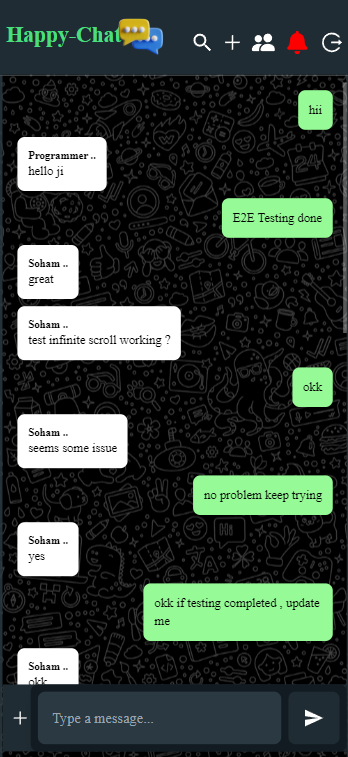 Happy-Chat
hii
Programmer ..
hello ji
E2E Testing done
Soham ..
great
Soham ..
test infinite scroll working ?
okk
Soham ..
seems some issue
no problem keep trying
Soham ..
yes
okk if testing completed , update
me
Soham ..
okk
Type a message...